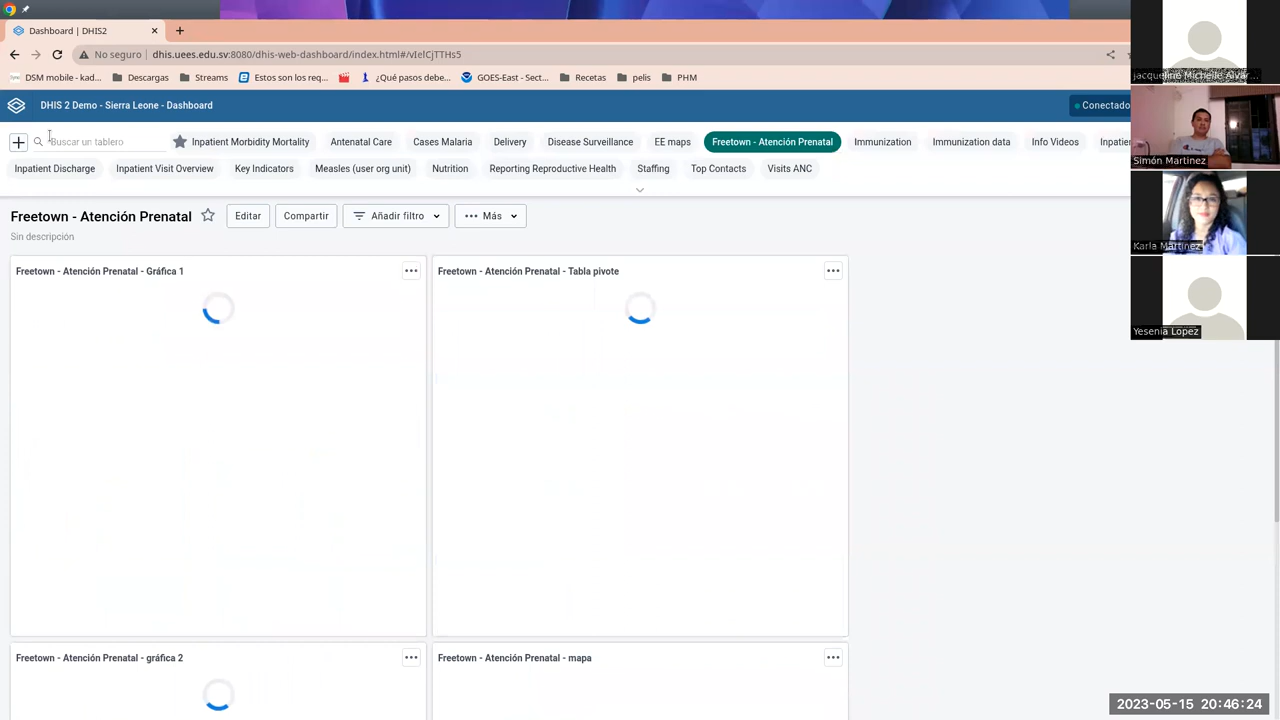 Dashboard | DHIS2
No seguro | dhis.uees.edu.sv:8080/dhis-web-dashboard/index.html#/vIelCjTTHs5
DSM mobile - kad... Descargas Streams Estos son los req... ¿Qué pasos debe... GOES-East - Sect... Recetas pelis PHM
DHIS 2 Demo - Sierra Leone - Dashboard
Conectado
Buscar un tablero Inpatient Morbidity Mortality Antenatal Care Cases Malaria Delivery Disease Surveillance EE maps Freetown - Atención Prenatal Immunization Immunization data Info Videos Inpatie
Inpatient Discharge Inpatient Visit Overview Key Indicators Measles (user org unit) Nutrition Reporting Reproductive Health Staffing Top Contacts Visits ANC
Freetown - Atención Prenatal Editar Compartir Añadir filtro Más
Sin descripción
Freetown - Atención Prenatal - Gráfica 1
Freetown - Atención Prenatal - Tabla pivote
Freetown - Atención Prenatal - gráfica 2
Freetown - Atención Prenatal - mapa
jacqueline Michelle Alvar...
Simón Martinez
Karla Martinez
Yesenia Lopez
2023-05-15 20:46:24